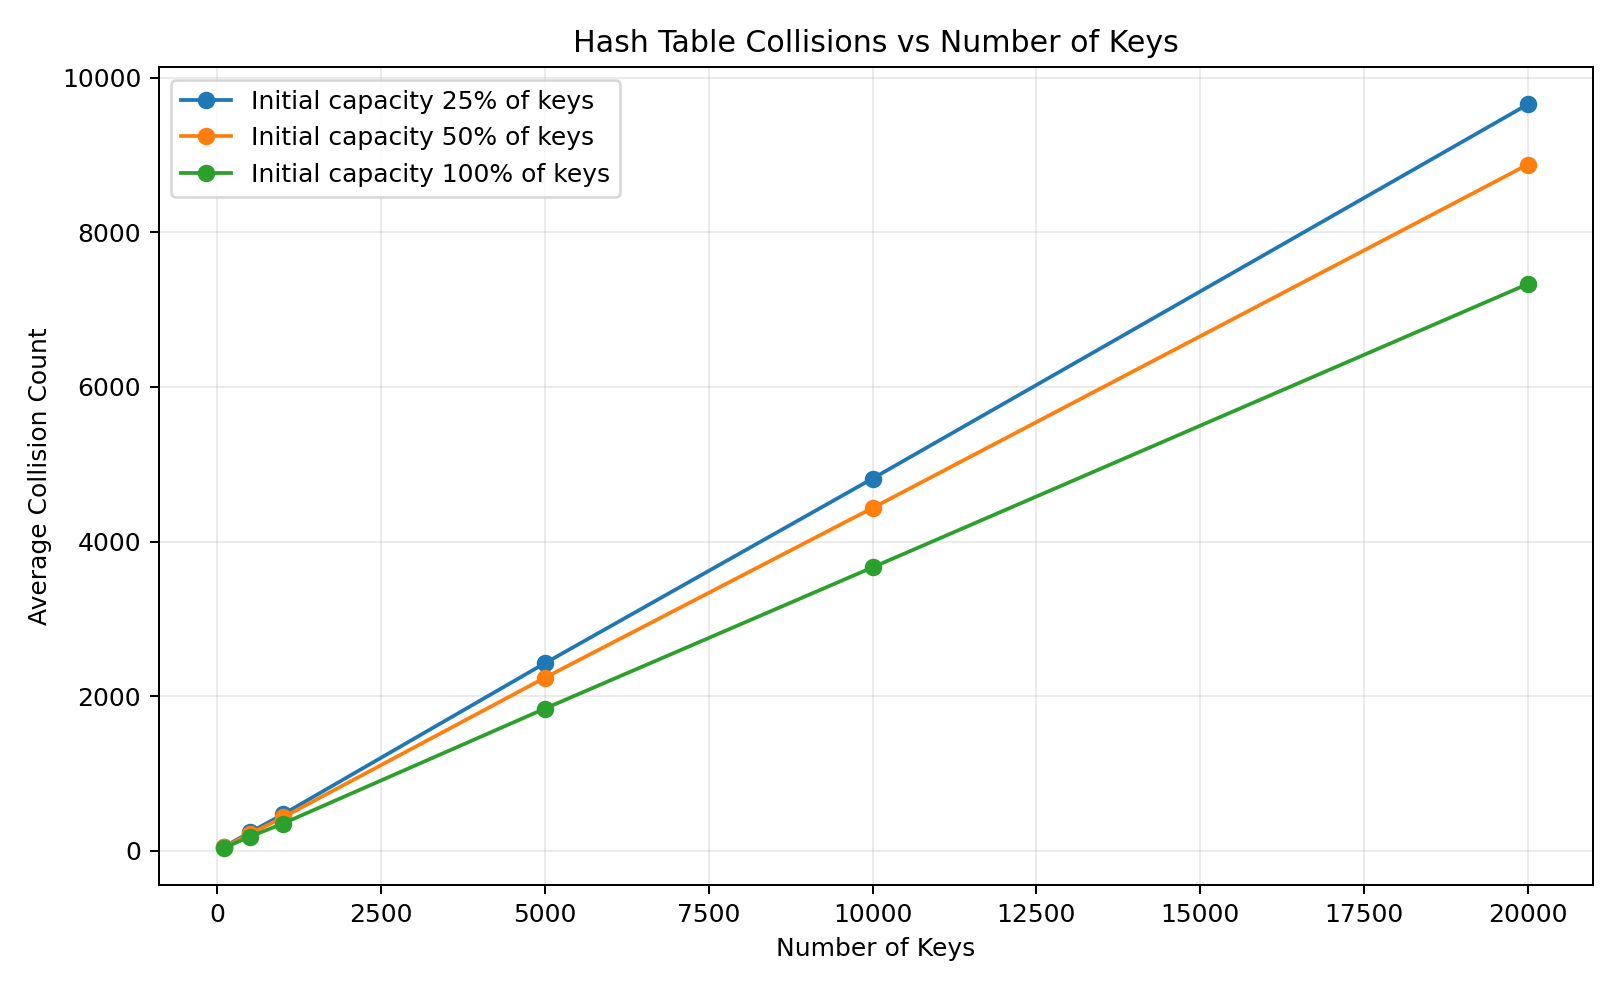 Hash Table Collisions vs Number of Keys
10000
8000
6000
4000
2000
0
Average Collision Count
Initial capacity 25% of keys
Initial capacity 50% of keys
Initial capacity 100% of keys
0 2500 5000 7500 10000 12500 15000 17500 20000
Number of Keys